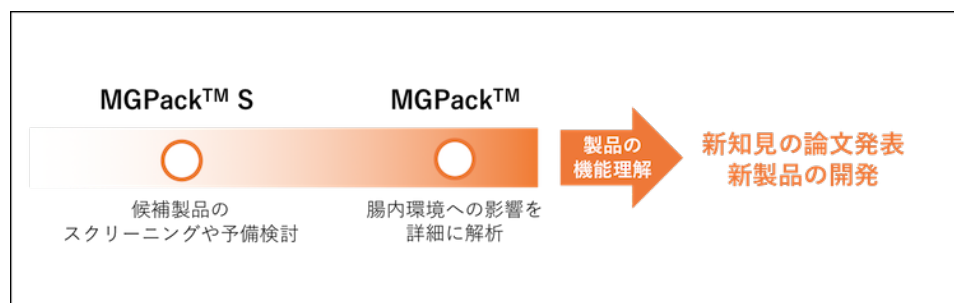 MGPack™ S
MGPack™
候補製品の
スクリーニングや予備検討
腸内環境への影響を
詳細に解析
製品の
機能理解
新知見の論文発表
新製品の開発